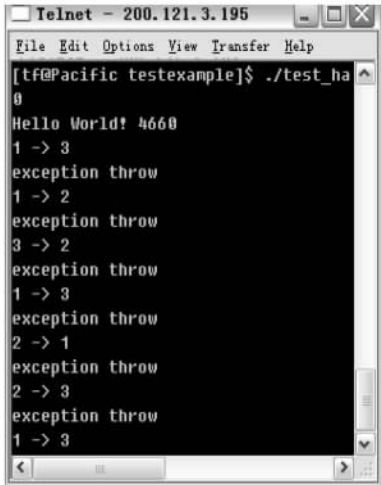 Telnet - 200.121.3.195
File Edit Options View Transfer Help
[tf@Pacific testexample]$ ./test_ha
0
Hello World! 4660
1 -> 3
exception throw
1 -> 2
exception throw
3 -> 2
exception throw
1 -> 3
exception throw
2 -> 1
exception throw
2 -> 3
exception throw
1 -> 3